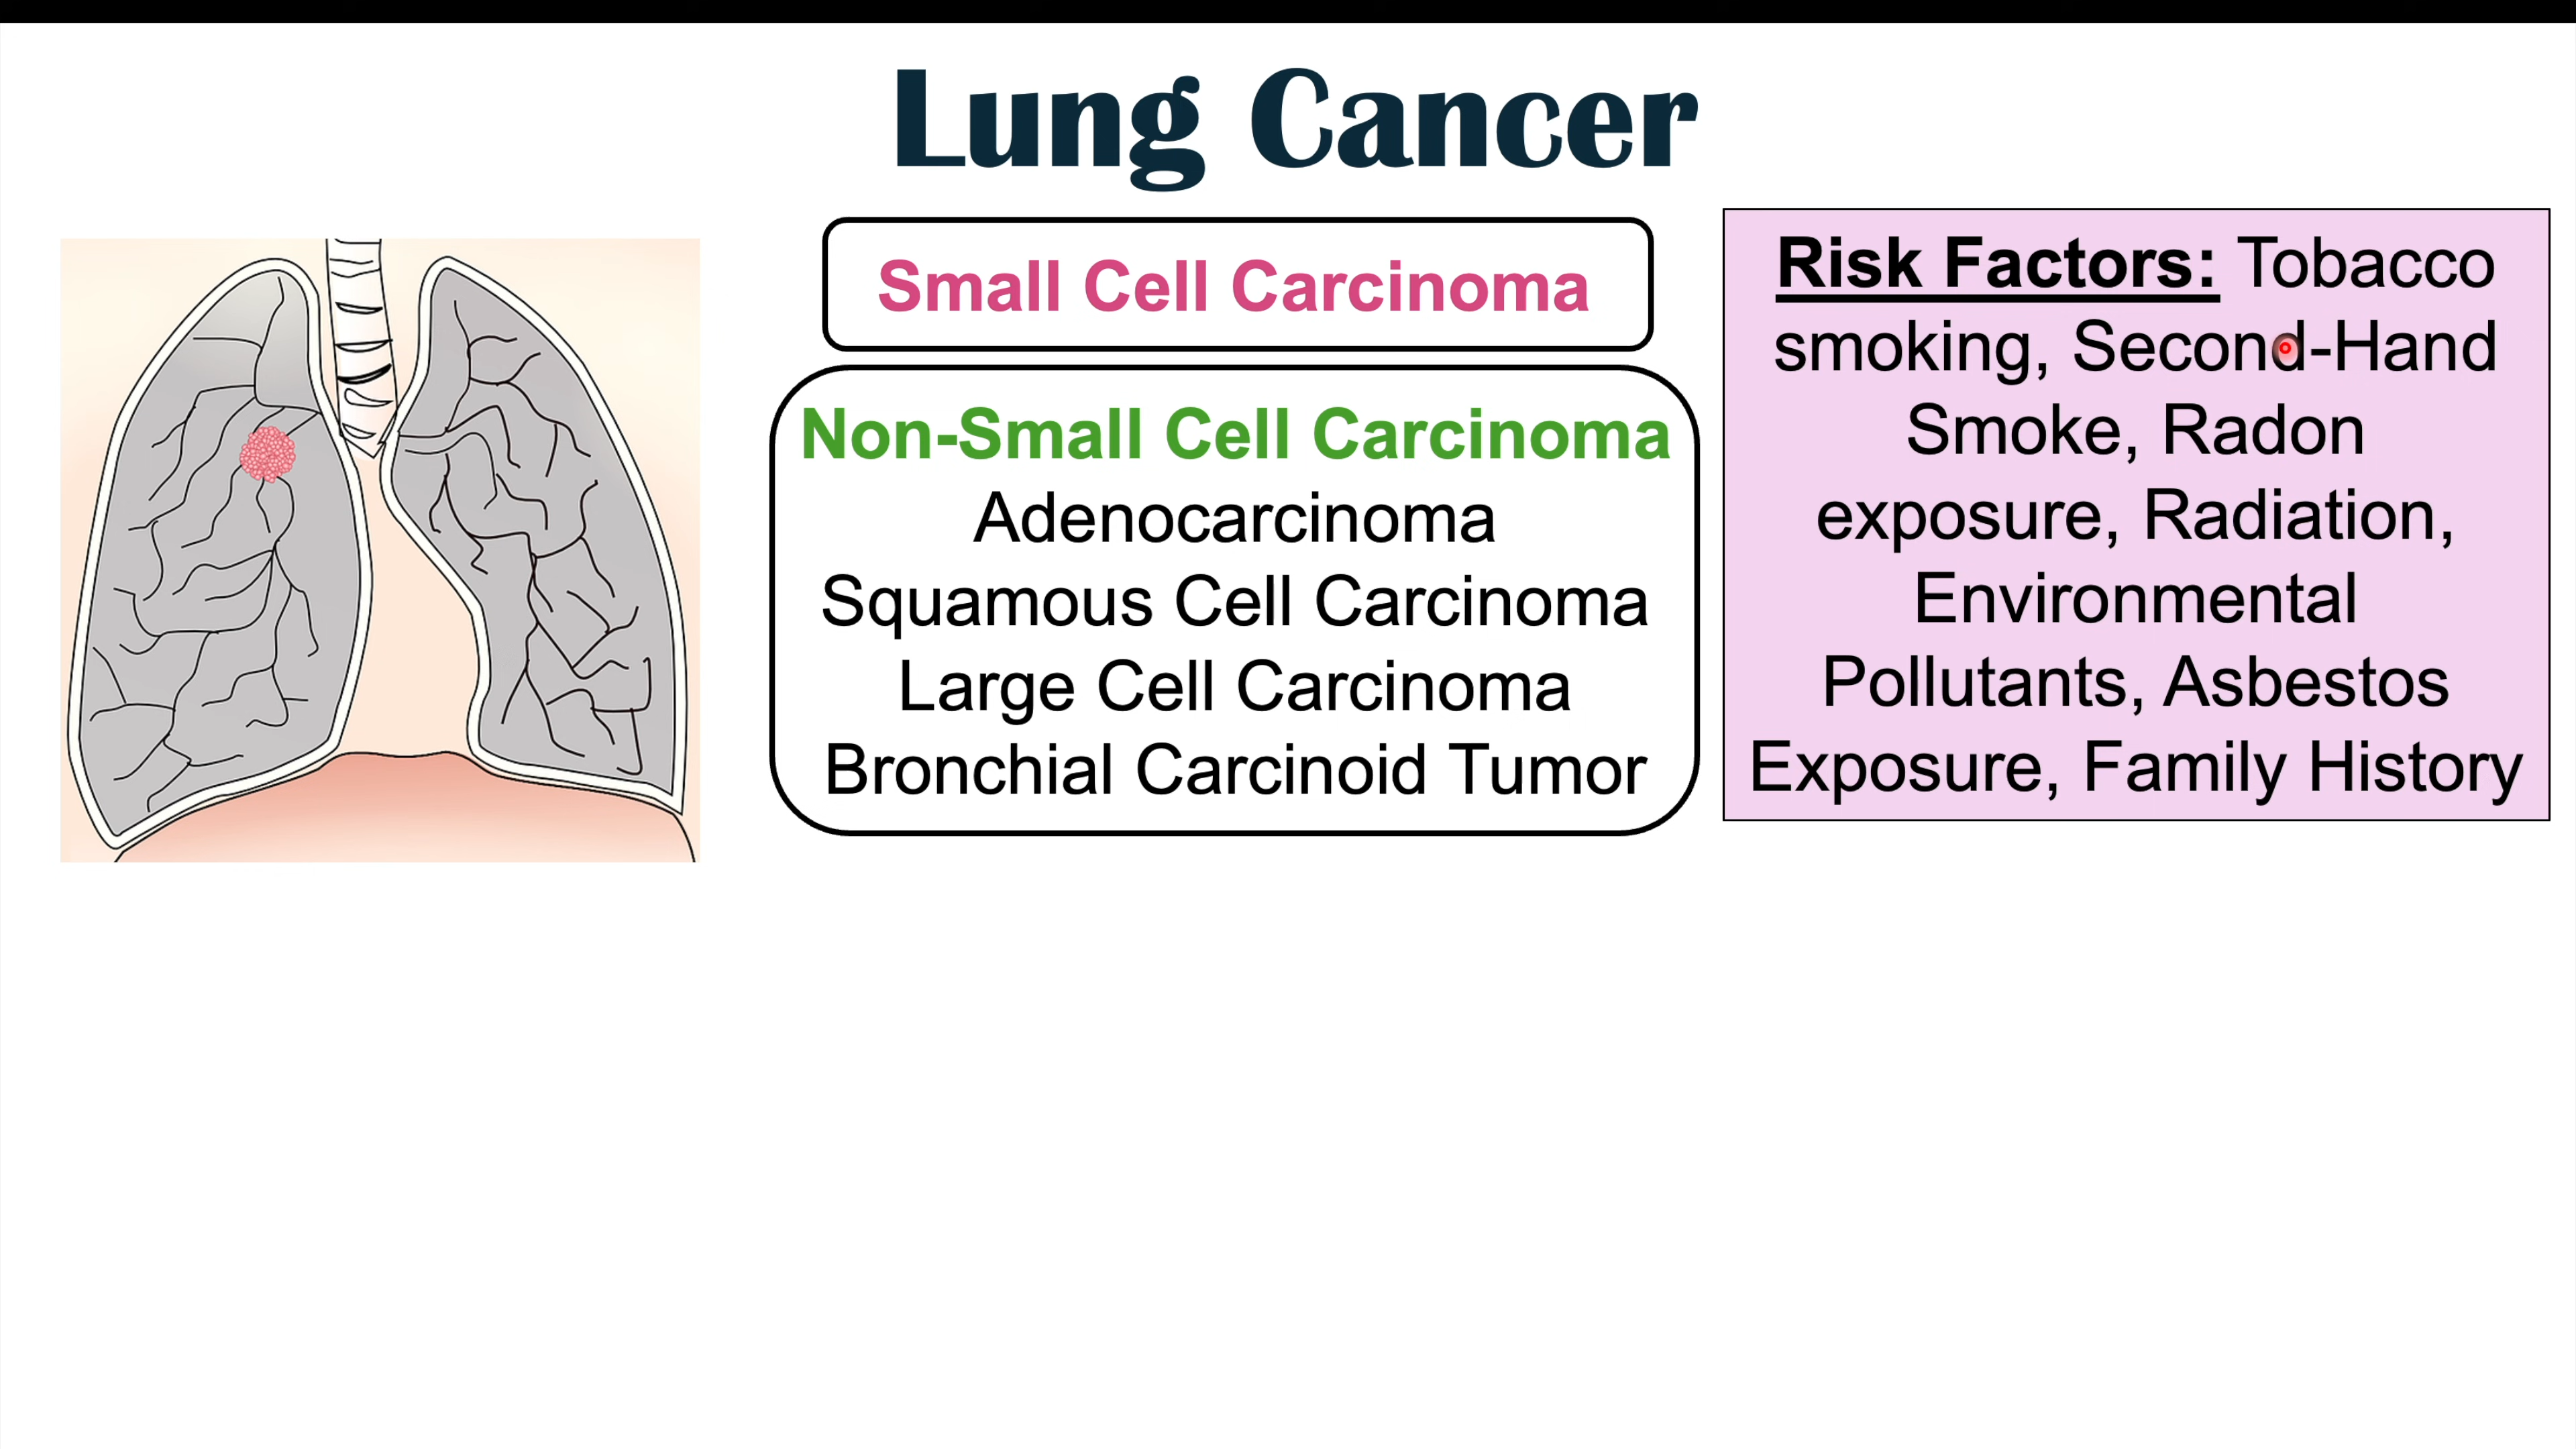 Lung Cancer
Small Cell Carcinoma
Non-Small Cell Carcinoma
Adenocarcinoma
Squamous Cell Carcinoma
Large Cell Carcinoma
Bronchial Carcinoid Tumor
Risk Factors: Tobacco
smoking, Second-Hand
Smoke, Radon
exposure, Radiation,
Environmental
Pollutants, Asbestos
Exposure, Family History